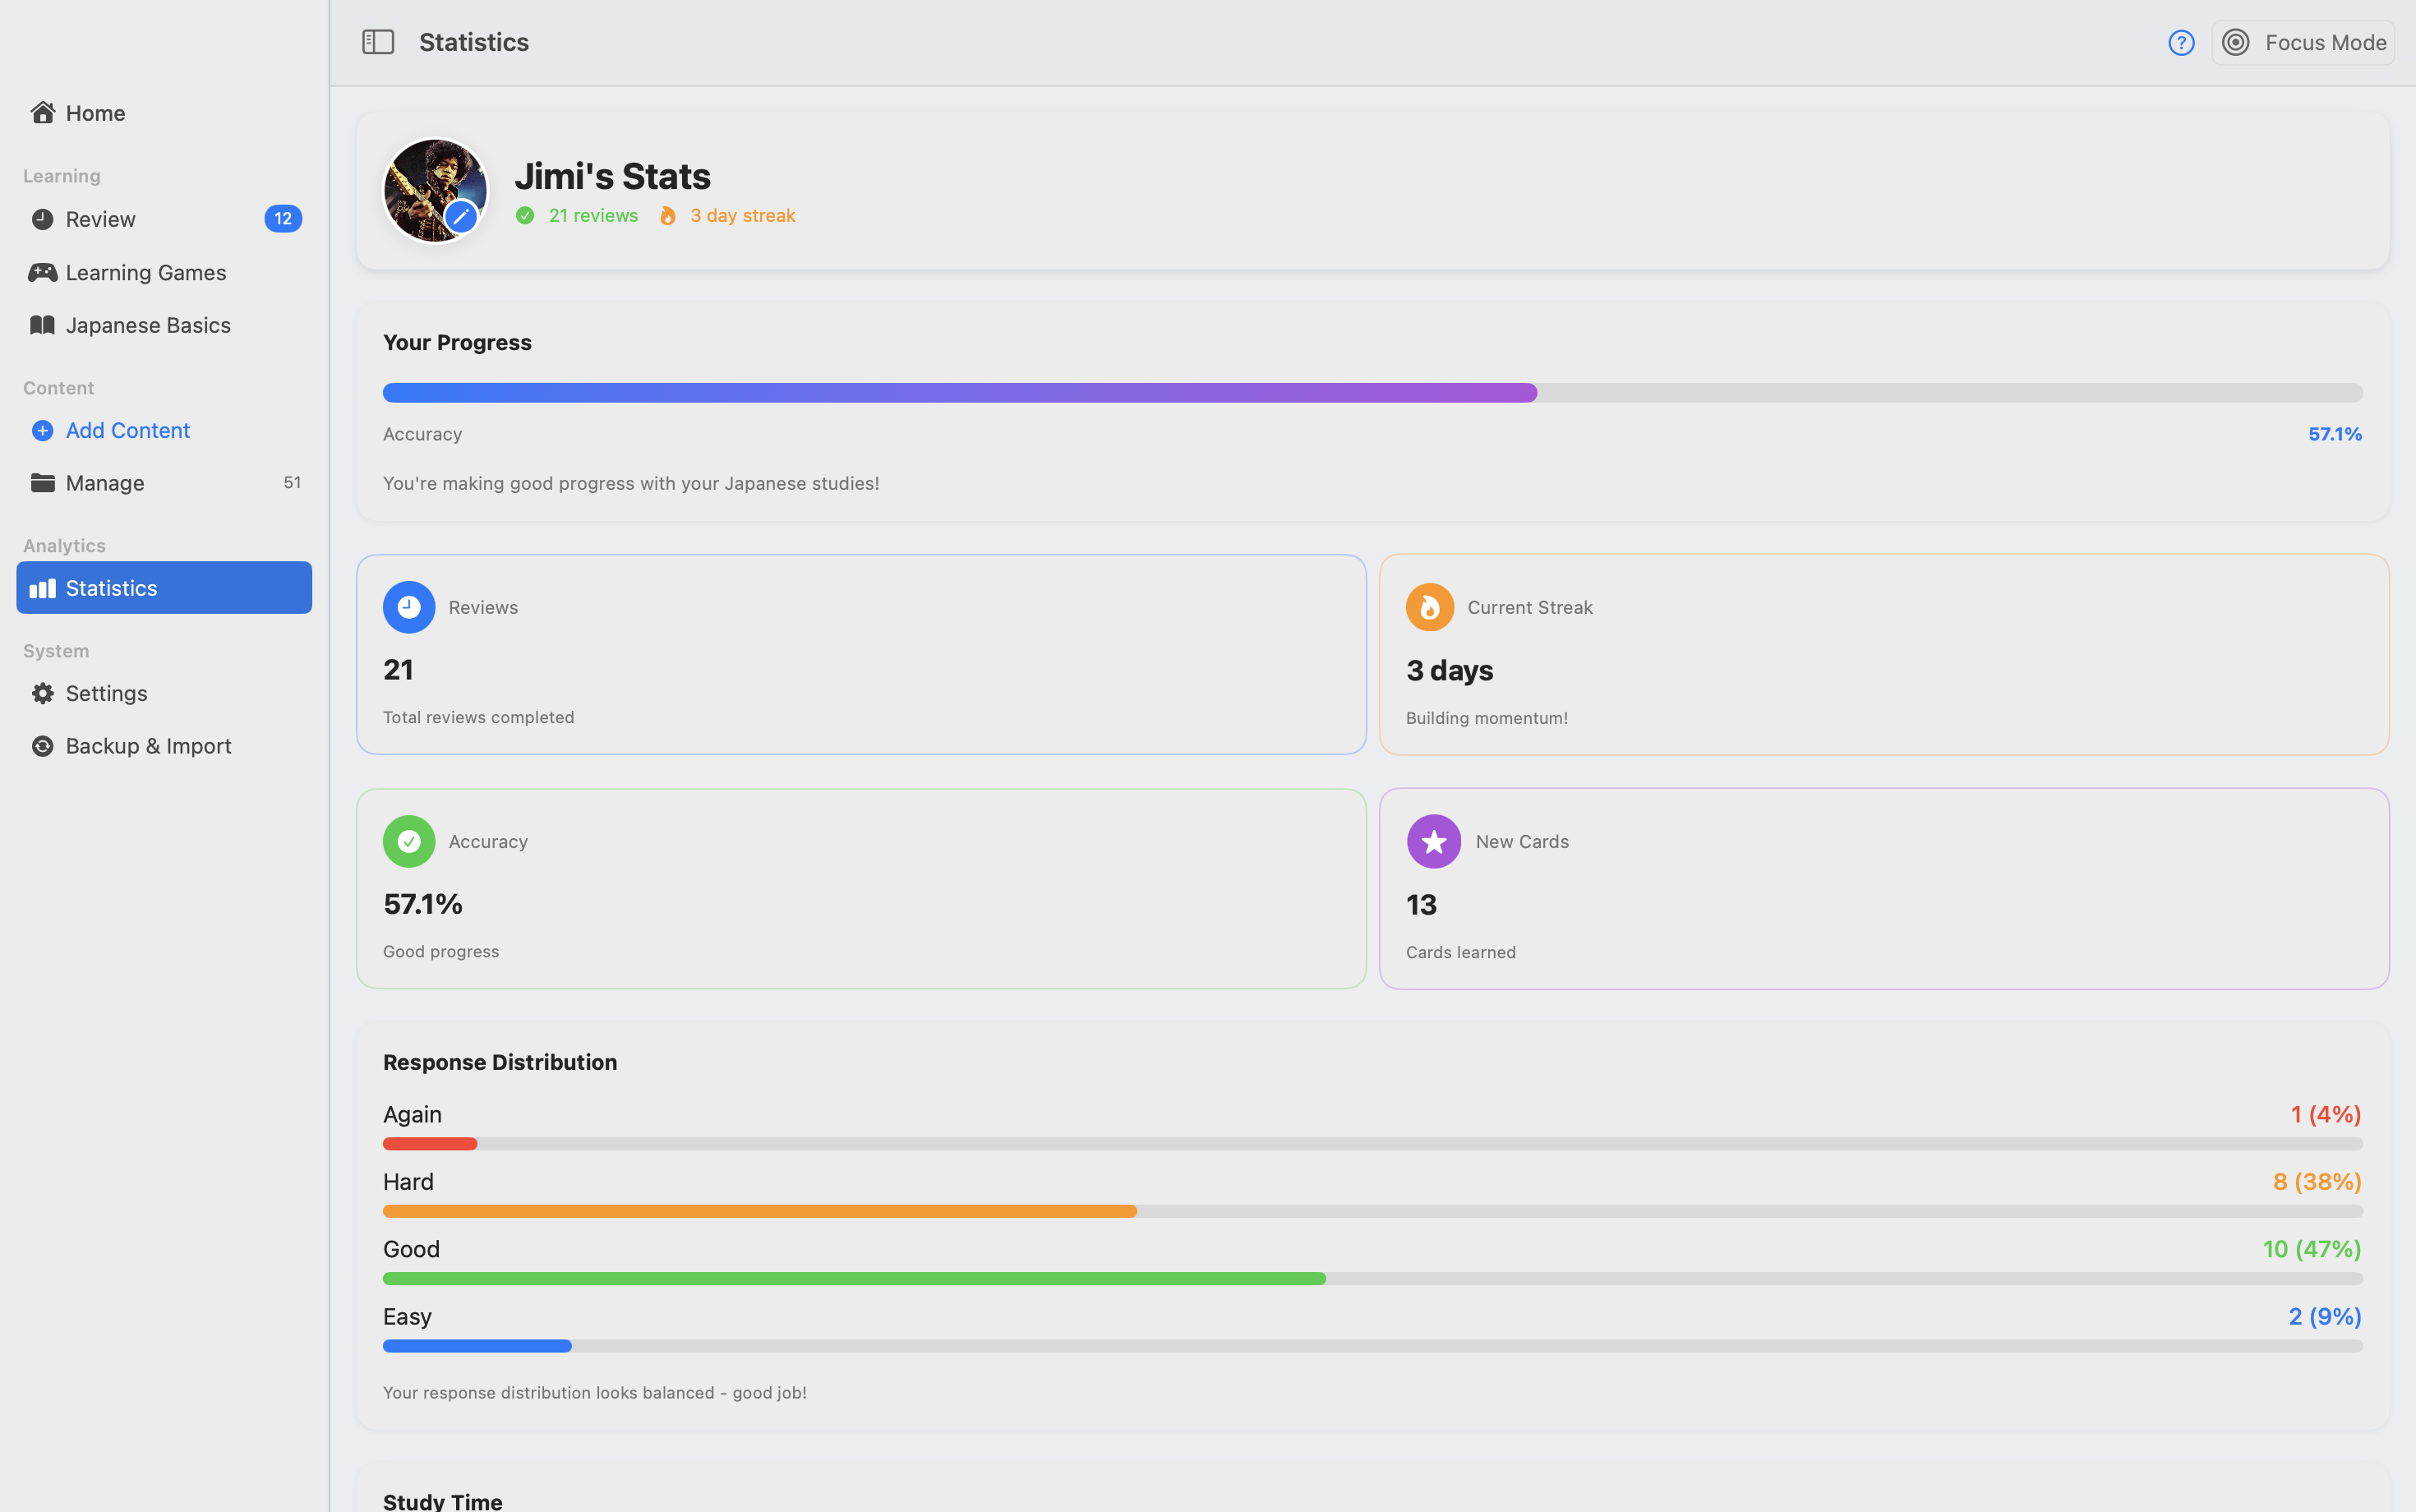 Home
Learning
Review 12
Learning Games
Japanese Basics
Content
Add Content
Manage 51
Analytics
Statistics
System
Settings
Backup & Import
Statistics
? Focus Mode
Jimi's Stats
21 reviews 3 day streak
Your Progress
Accuracy 57.1%
You're making good progress with your Japanese studies!
Reviews
21
Total reviews completed
Current Streak
3 days
Building momentum!
Accuracy
57.1%
Good progress
New Cards
13
Cards learned
Response Distribution
Again 1 (4%)
Hard 8 (38%)
Good 10 (47%)
Easy 2 (9%)
Your response distribution looks balanced - good job!
Study Time